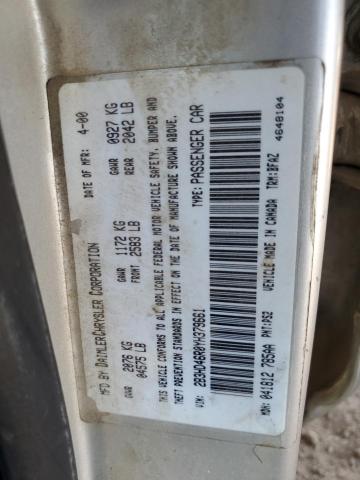 MFD BY DAIMLERCHRYSLER CORPORATION
DATE OF MFR: 4-00
GVWR 2076 KG 04575 LB
GAWR FRONT 1172 KG 2583 LB
GAWR REAR 0927 KG 2042 LB
THIS VEHICLE CONFORMS TO ALL APPLICABLE FEDERAL MOTOR VEHICLE SAFETY, BUMPER AND
THEFT PREVENTION STANDARDS IN EFFECT ON THE DATE OF MANUFACTURE SHOWN ABOVE.
VIN: 2B3HD46R0YH379661 TYPE: PASSENGER CAR
4648104
MDH: 041812 785AA PNT: PS2 VEHICLE MADE IN CANADA TRM: BFAZ